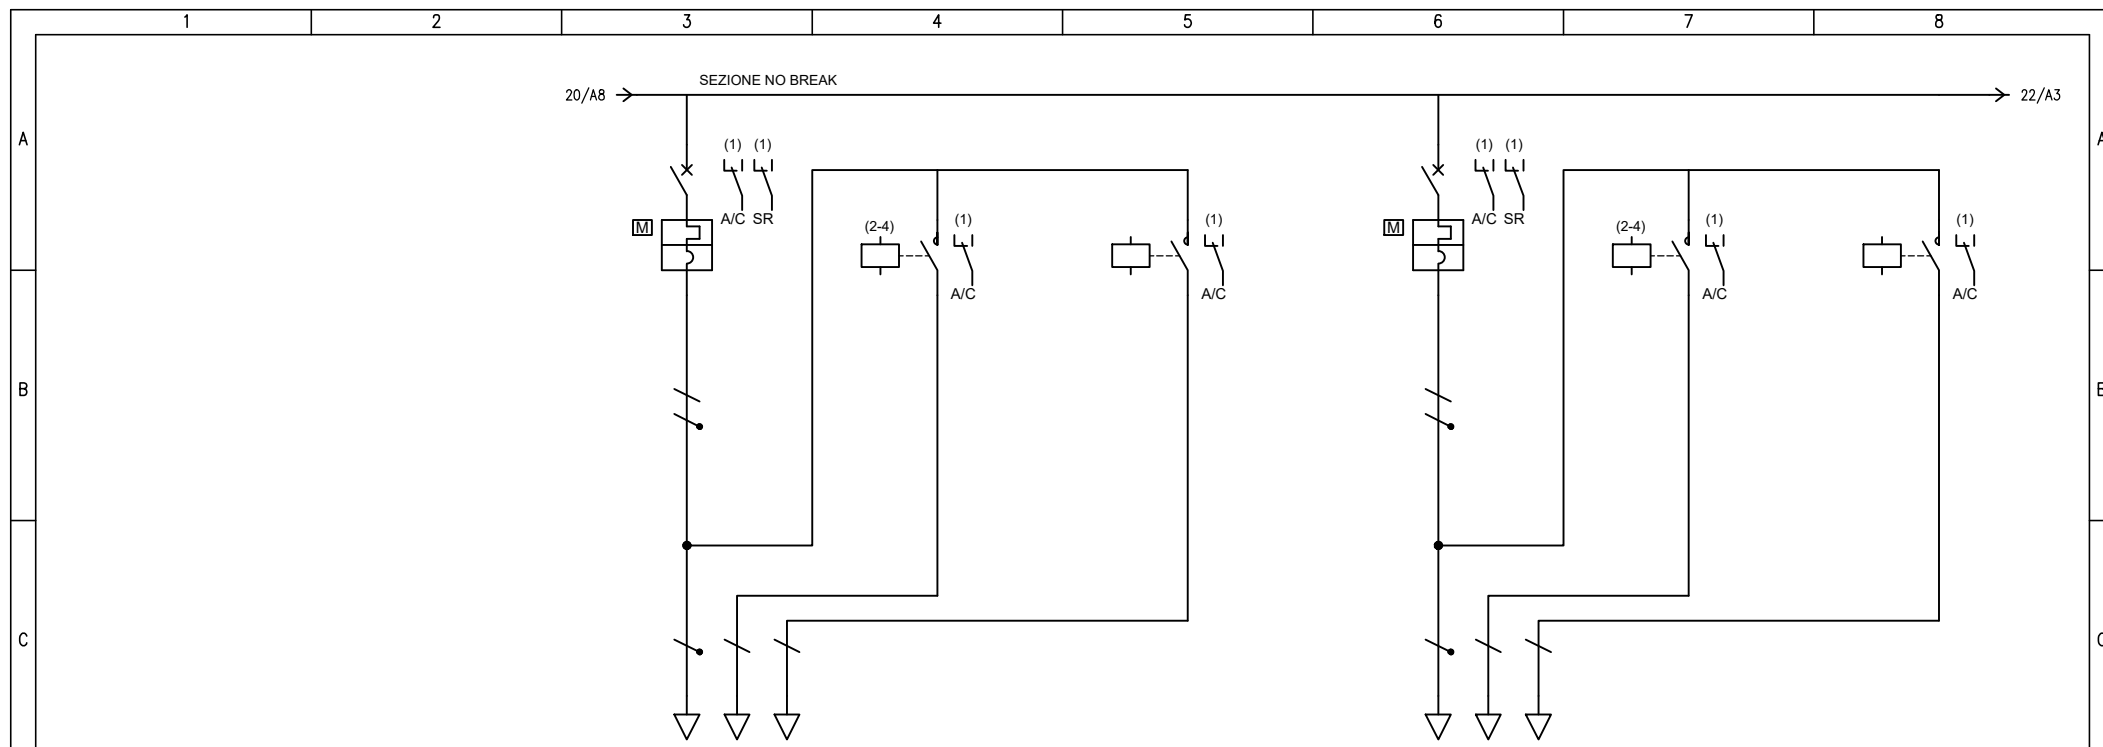 1 2 3 4 5 6 7 8
SEZIONE NO BREAK
20/A8 22/A3
A A
(1) (1) (1) (1)
A/C SR A/C SR
M (2-4) (1) (1) M (2-4) (1) (1)
A/C A/C A/C A/C
B B
C C